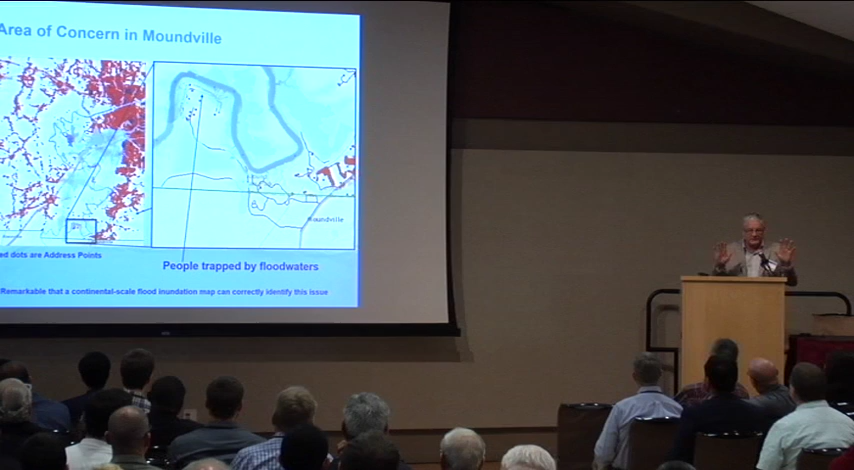 Area of Concern in Moundville
Moundville
ed dots are Address Points
People trapped by floodwaters
Remarkable that a continental-scale flood inundation map can correctly identify this issue